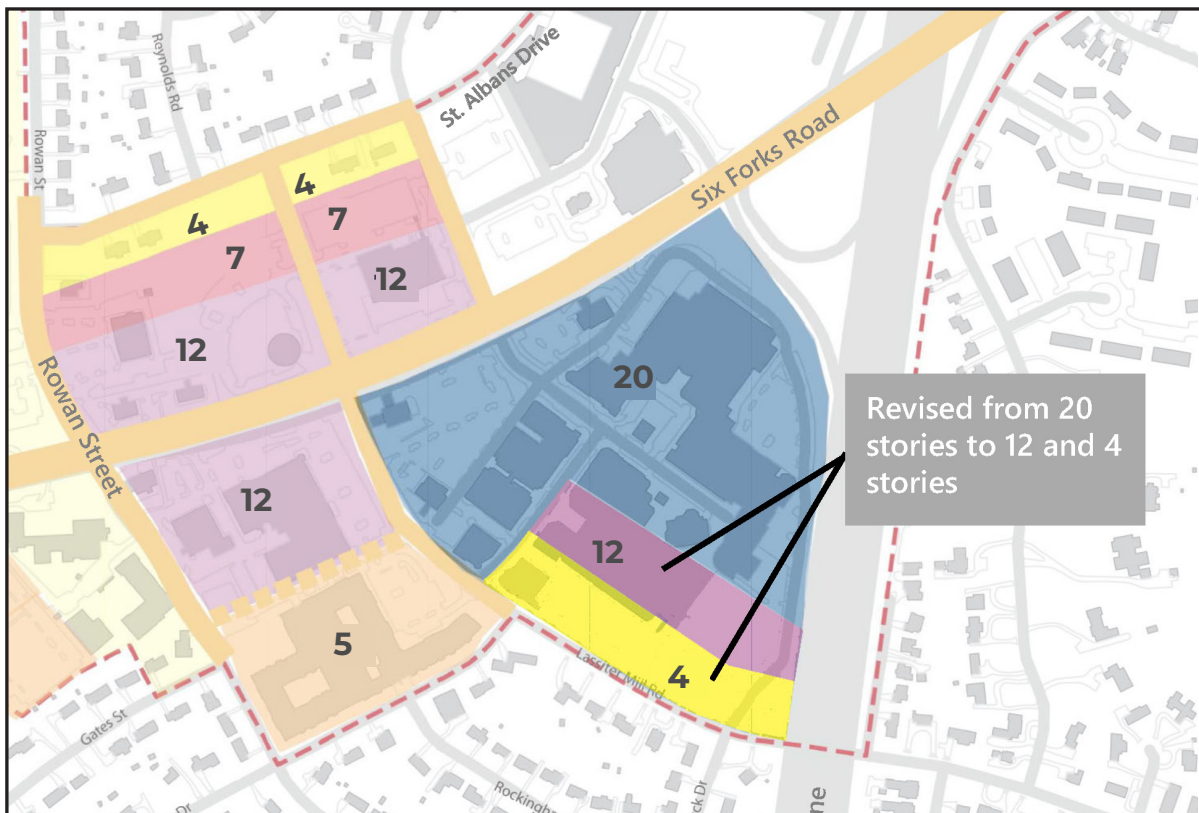 Reynolds Rd
St. Albans Drive
Rowan St
Six Forks Road
4
4
7
7
12
12
20
Rowan Street
Revised from 20
stories to 12 and 4
stories
12
12
5
4
Lassiter Mill Rd
Gates St
Dr